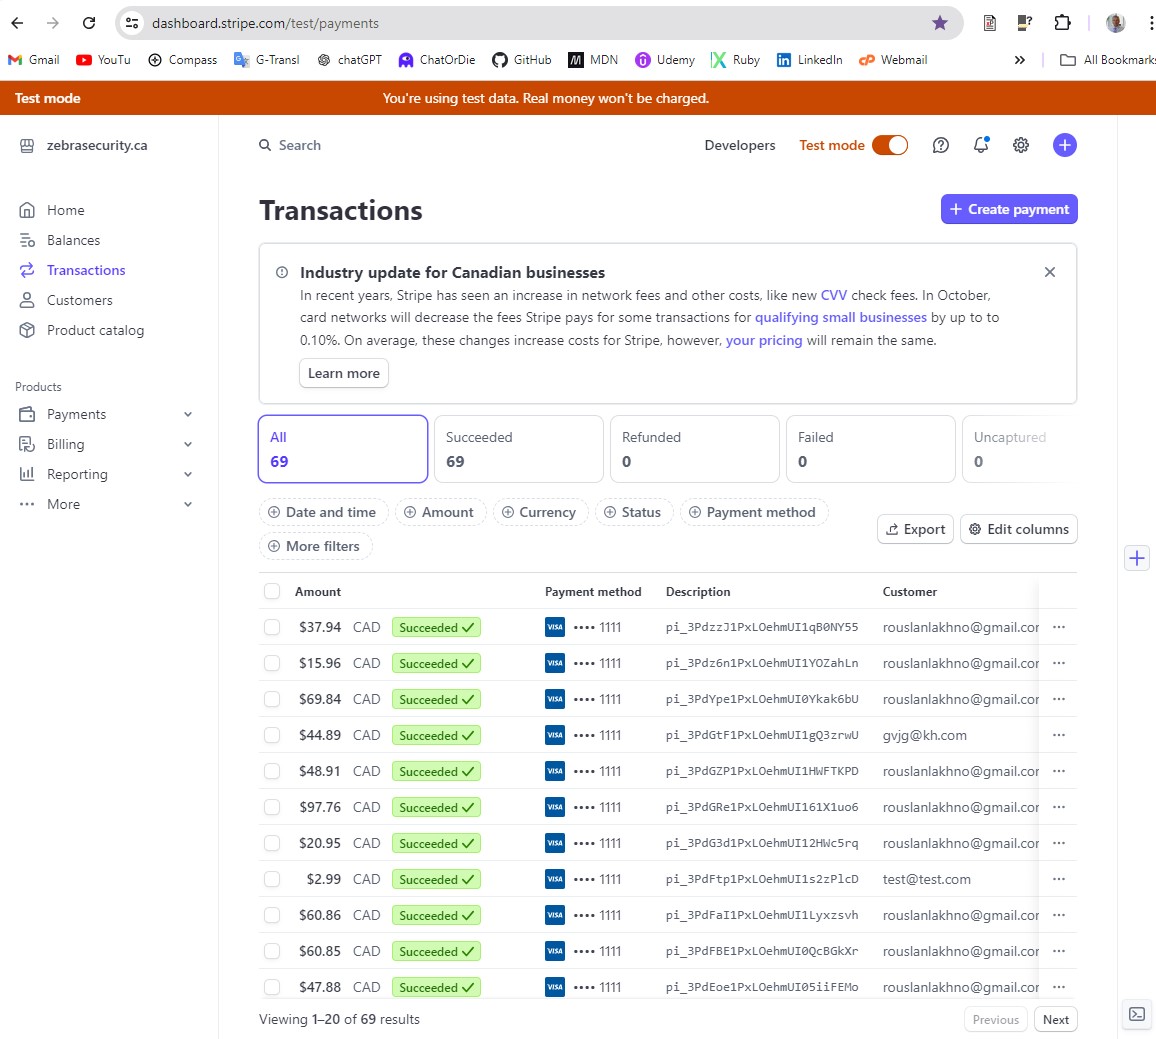 dashboard.stripe.com/test/payments
Gmail YouTu Compass G-Transl chatGPT ChatOrDie GitHub MDN Udemy Ruby LinkedIn Webmail » All Bookmarks
Test mode You're using test data. Real money won't be charged.
zebrasecurity.ca
Search Developers Test mode
Home
Balances
Transactions
Customers
Product catalog
Products
Payments
Billing
Reporting
More
Transactions
+ Create payment
Industry update for Canadian businesses
In recent years, Stripe has seen an increase in network fees and other costs, like new CVV check fees. In October,
card networks will decrease the fees Stripe pays for some transactions for qualifying small businesses by up to to
0.10%. On average, these changes increase costs for Stripe, however, your pricing will remain the same.
Learn more
All Succeeded Refunded Failed Uncaptured
69 69 0 0 0
Date and time Amount Currency Status Payment method
More filters
Export Edit columns
Amount Payment method Description Customer
$37.94 CAD Succeeded VISA •••• 1111 pi_3PdzzJ1PxLOehmUI1qB0NY55 rouslanlakhno@gmail.cor ···
$15.96 CAD Succeeded VISA •••• 1111 pi_3Pdz6n1PxLOehmUI1YOZahLn rouslanlakhno@gmail.cor ···
$69.84 CAD Succeeded VISA •••• 1111 pi_3PdYpe1PxLOehmUI0Ykak6bU rouslanlakhno@gmail.cor ···
$44.89 CAD Succeeded VISA •••• 1111 pi_3PdGtF1PxLOehmUI1gQ3zrwU gvjg@kh.com ···
$48.91 CAD Succeeded VISA •••• 1111 pi_3PdGZP1PxLOehmUI1HWFTKPD rouslanlakhno@gmail.cor ···
$97.76 CAD Succeeded VISA •••• 1111 pi_3PdGRe1PxLOehmUI161X1uo6 rouslanlakhno@gmail.cor ···
$20.95 CAD Succeeded VISA •••• 1111 pi_3PdG3d1PxLOehmUI12HWc5rq rouslanlakhno@gmail.cor ···
$2.99 CAD Succeeded VISA •••• 1111 pi_3PdFtp1PxLOehmUI1s2zPlcD test@test.com ···
$60.86 CAD Succeeded VISA •••• 1111 pi_3PdFaI1PxLOehmUI1Lyxzsvh rouslanlakhno@gmail.cor ···
$60.85 CAD Succeeded VISA •••• 1111 pi_3PdFBE1PxLOehmUI0QcBGkXr rouslanlakhno@gmail.cor ···
$47.88 CAD Succeeded VISA •••• 1111 pi_3PdEoe1PxLOehmUI05iiFEMo rouslanlakhno@gmail.cor ···
Viewing 1–20 of 69 results Previous Next